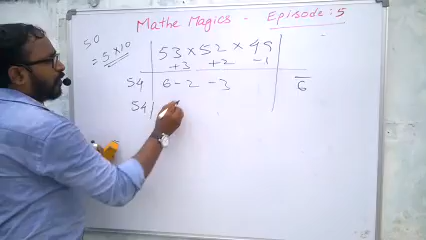 Mathe Magics - Episode: 5
50
= 5 × 10
53 × 52 × 49
+3 +2 -1
54 6 - 2 - 3 6
54